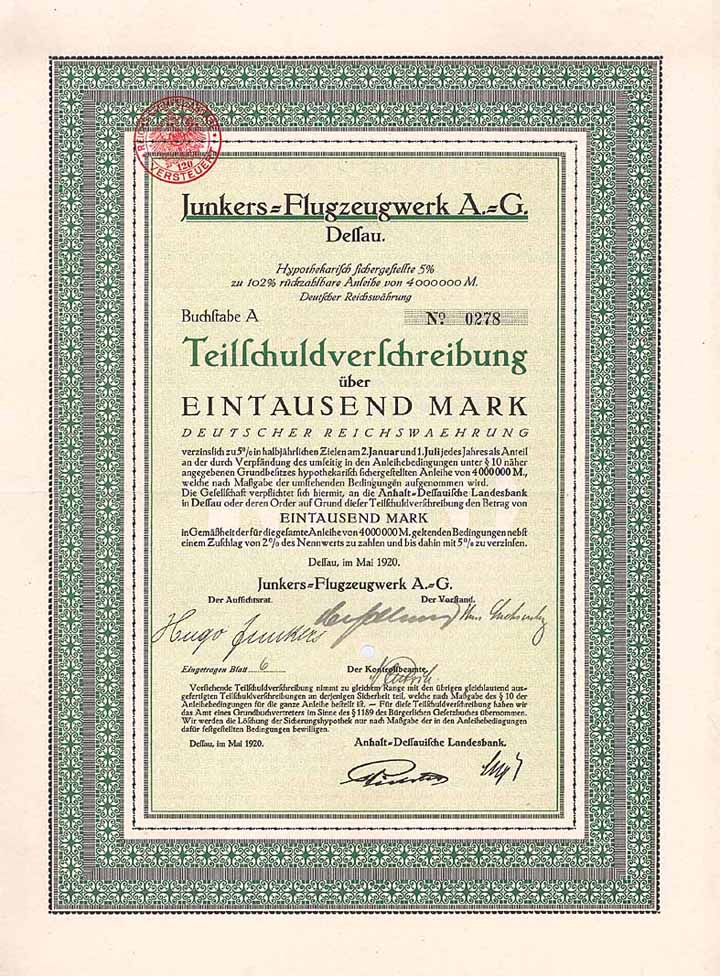 VERSTEUERT
Junkers=Flugzeugwerk A.=G.
Deſſau.
Hypothekariſch ſichergeſtellte 5%
zu 102% rückzahlbare Anleihe von 4000000 M.
Deutſcher Reichswährung
Buchſtabe A
No. 0278
Teilſchuldverſchreibung
über
EINTAUSEND MARK
DEUTSCHER REICHSWAEHRUNG
verzinslich zu 5% in halbjährlichen Zielen am 2. Januar und 1. Juli jedes Jahres als Anteil
an der durch Verpfändung des umſeitig in den Anleihebedingungen unter § 10 näher
angegebenen Grundbeſitzes hypothekariſch ſichergeſtellten Anleihe von 4000000 M.,
welche nach Maßgabe der umſtehenden Bedingungen aufgenommen wird.
Die Geſellſchaft verpflichtet ſich hiermit, an die Anhalt=Deſſauiſche Landesbank
in Deſſau oder deren Order auf Grund dieſer Teilſchuldverſchreibung den Betrag von
EINTAUSEND MARK
in Gemäßheit der für die geſamte Anleihe von 4000000 M. geltenden Bedingungen nebſt
einem Zuſchlag von 2% des Nennwerts zu zahlen und bis dahin mit 5% zu verzinſen.
Deſſau, im Mai 1920.
Junkers=Flugzeugwerk A.=G.
Der Aufſichtsrat.
Der Vorſtand.
Hugo Junkers
Eingetragen Blatt 6
Der Kontrollbeamte.
Vorſtehende Teilſchuldverſchreibung nimmt zu gleichem Range mit den übrigen gleichlautend aus=
gefertigten Teilſchuldverſchreibungen an derjenigen Sicherheit teil, welche nach Maßgabe des § 10 der
Anleihebedingungen für die ganze Anleihe beſtellt iſt. — Für dieſe Teilſchuldverſchreibung haben wir
das Amt eines Grundbuchvertreters im Sinne des § 1189 des Bürgerlichen Geſetzbuches übernommen.
Wir werden die Löſchung der Sicherungshypothek nur nach Maßgabe der in den Anleihebedingungen
dafür feſtgeſtellten Bedingungen bewilligen.
Deſſau, im Mai 1920.
Anhalt=Deſſauiſche Landesbank.